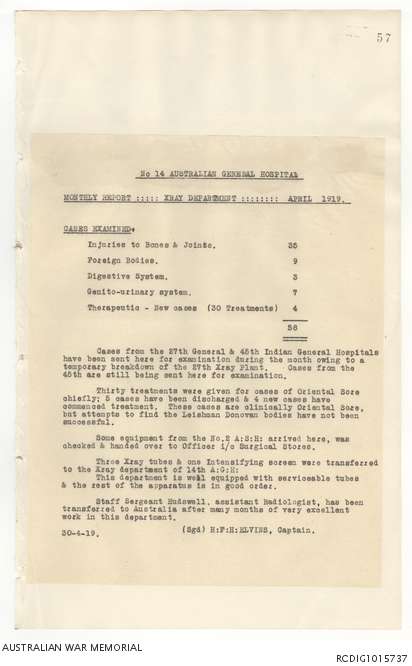 57
No 14 AUSTRALIAN GENERAL HOSPITAL
MONTHLY REPORT ::::: XRAY DEPARTMENT :::::::: APRIL 1919.
CASES EXAMINED:
Injuries to Bones & Joints. 35
Foreign Bodies. 9
Digestive System. 3
Genito-urinary system. 7
Therapeutic - New cases (30 Treatments) 4
58
Cases from the 27th General & 45th Indian General Hospitals
have been sent here for examination during the month owing to a
temporary breakdown of the 27th Xray Plant. Cases from the
45th are still being sent here for examination.
Thirty treatments were given for cases of Oriental Sore
chiefly; 5 cases have been discharged & 4 new cases have
commenced treatment. These cases are clinically Oriental Sore,
but attempts to find the Leishman Donovan bodies have not been
successful.
Some equipment from the No.2 A:S:H: arrived here, was
checked & handed over to Officer i/c Surgical Stores.
Three Xray tubes & one Intensifying screen were transferred
to the Xray department of 14th A:G:H:
This department is well equipped with serviceable tubes
& the rest of the apparatus is in good order.
Staff Sergeant Hudswell, assistant Radiologist, has been
transferred to Australia after many months of very excellent
work in this department.
(Sgd) H:F:H:ELVINS, Captain.
30-4-19.
AUSTRALIAN WAR MEMORIAL
RCDIG1015737